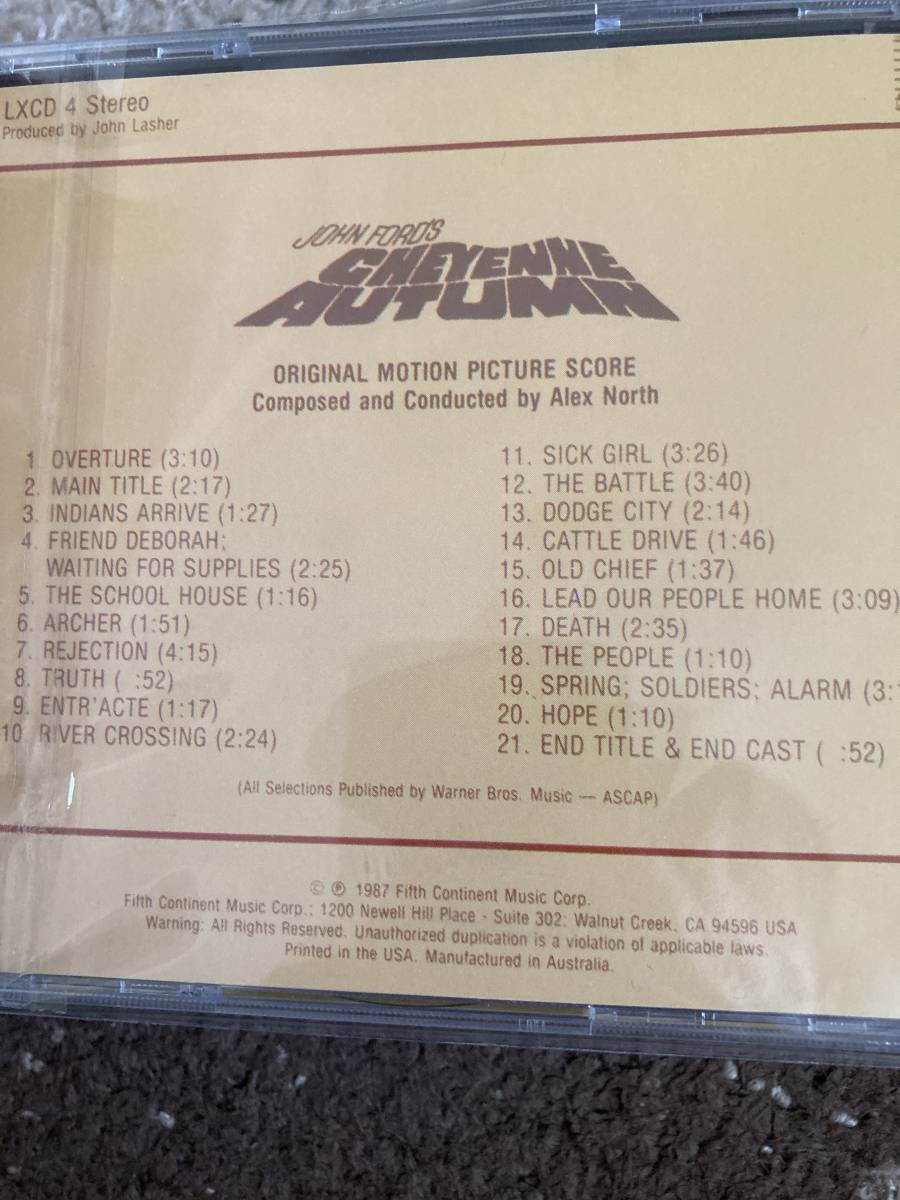 LXCD 4 Stereo
Produced by John Lasher
JOHN FORD'S
CHEYENNE
AUTUMN
ORIGINAL MOTION PICTURE SCORE
Composed and Conducted by Alex North
1. OVERTURE (3:10)
2. MAIN TITLE (2:17)
3. INDIANS ARRIVE (1:27)
4. FRIEND DEBORAH;
WAITING FOR SUPPLIES (2:25)
5. THE SCHOOL HOUSE (1:16)
6. ARCHER (1:51)
7. REJECTION (4:15)
8. TRUTH ( :52)
9. ENTR'ACTE (1:17)
10 RIVER CROSSING (2:24)
11. SICK GIRL (3:26)
12. THE BATTLE (3:40)
13. DODGE CITY (2:14)
14. CATTLE DRIVE (1:46)
15. OLD CHIEF (1:37)
16. LEAD OUR PEOPLE HOME (3:09)
17. DEATH (2:35)
18. THE PEOPLE (1:10)
19. SPRING; SOLDIERS; ALARM (3:
20. HOPE (1:10)
21. END TITLE & END CAST ( :52)
(All Selections Published by Warner Bros. Music — ASCAP)
© ℗ 1987 Fifth Continent Music Corp.
Fifth Continent Music Corp.: 1200 Newell Hill Place - Suite 302: Walnut Creek, CA 94596 USA
Warning: All Rights Reserved. Unauthorized duplication is a violation of applicable laws.
Printed in the USA. Manufactured in Australia.